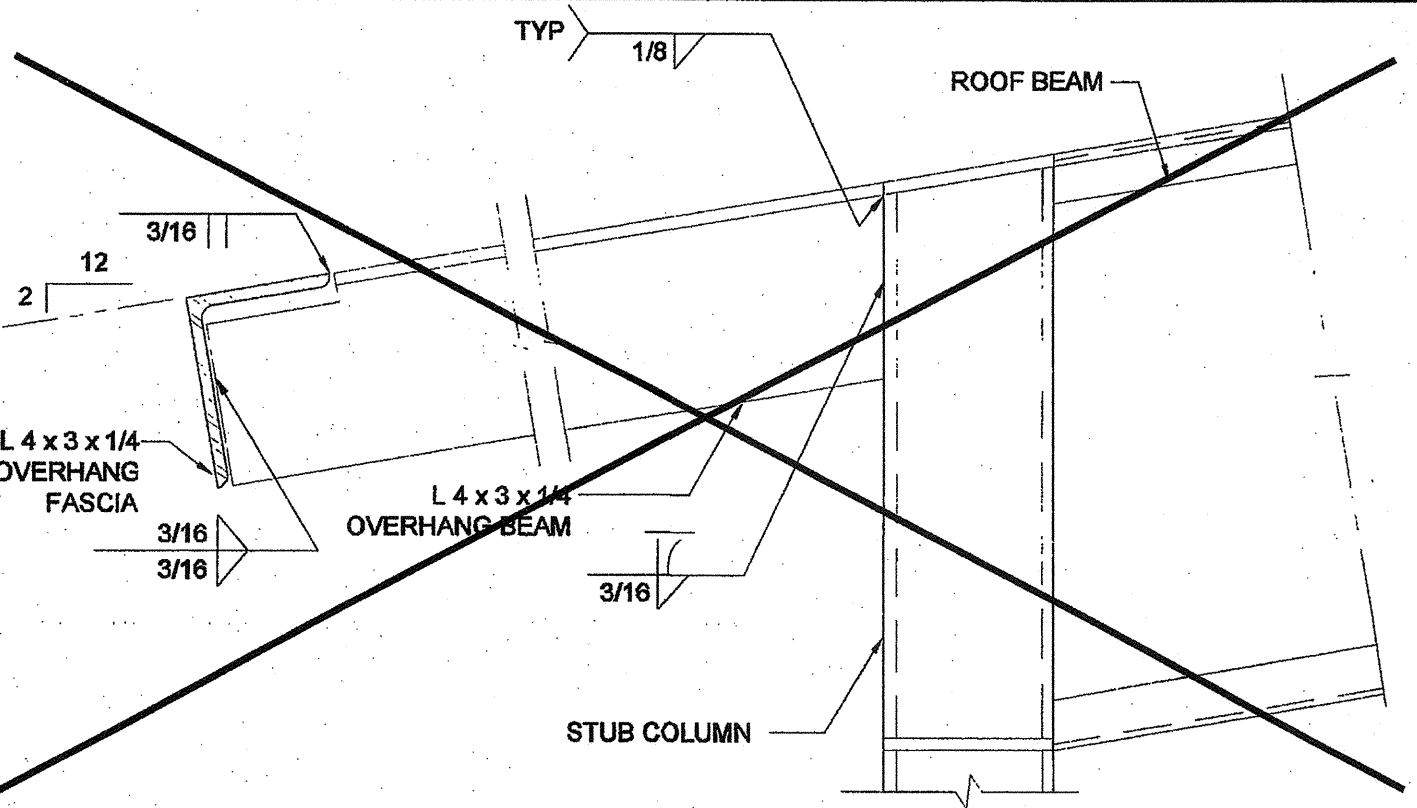 TYP
1/8
ROOF BEAM
3/16
12
2
L 4 x 3 x 1/4
OVERHANG
FASCIA
3/16
3/16
L 4 x 3 x 1/4
OVERHANG BEAM
3/16
STUB COLUMN